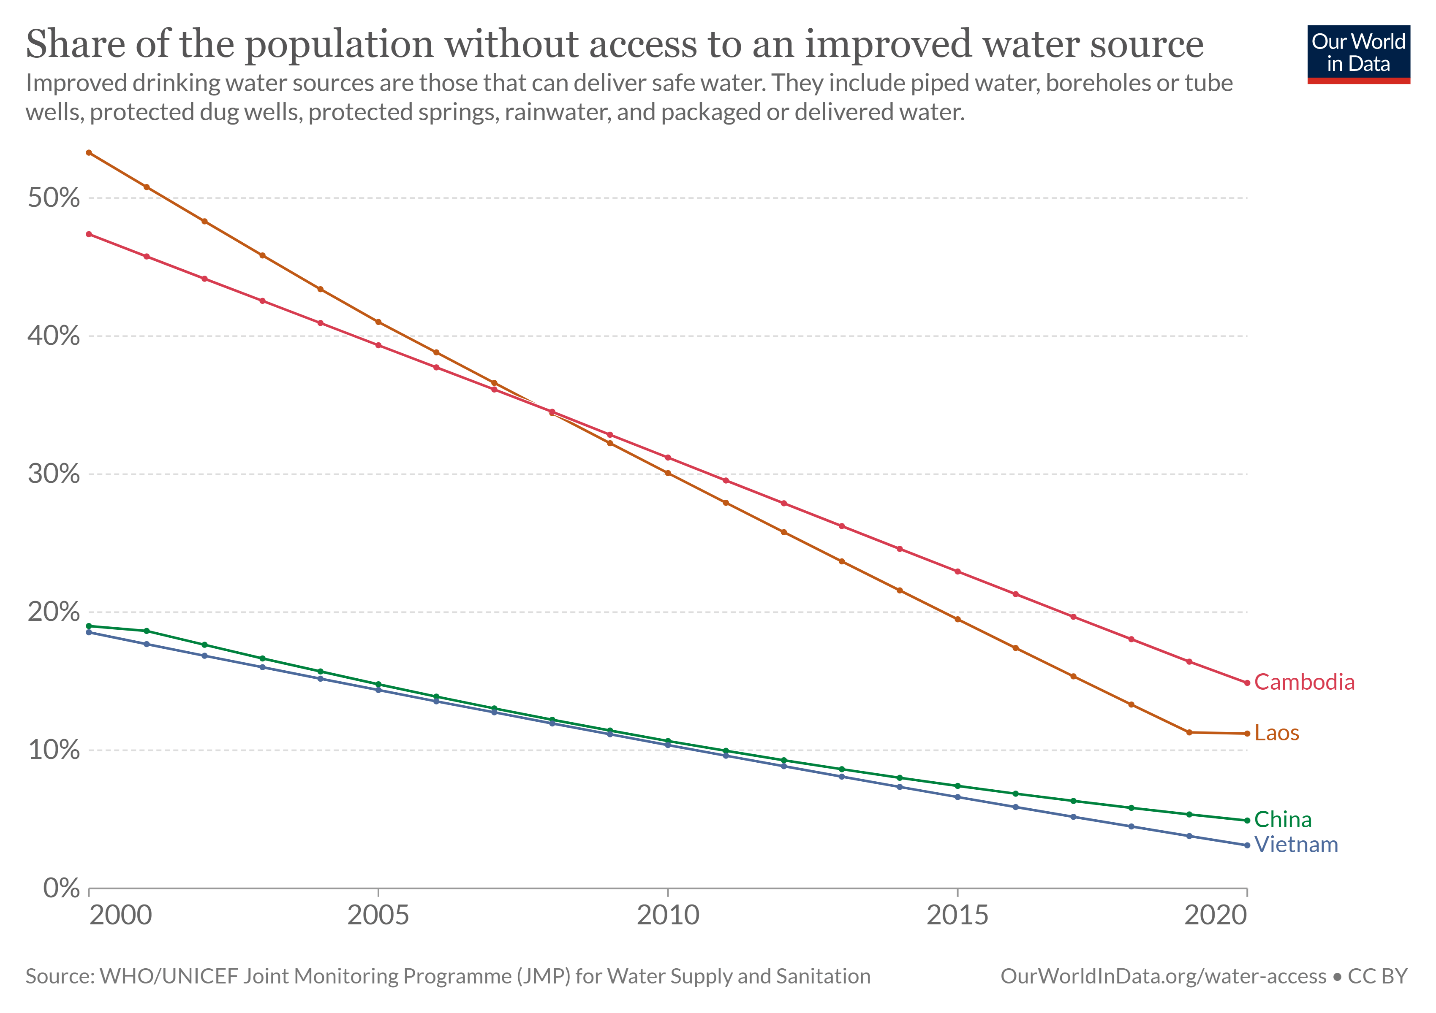 Share of the population without access to an improved water source
Our World
in Data
Improved drinking water sources are those that can deliver safe water. They include piped water, boreholes or tube
wells, protected dug wells, protected springs, rainwater, and packaged or delivered water.
50%
40%
30%
20%
10%
0%
Cambodia
Laos
China
Vietnam
2000
2005
2010
2015
2020
Source: WHO/UNICEF Joint Monitoring Programme (JMP) for Water Supply and Sanitation
OurWorldInData.org/water-access • CC BY